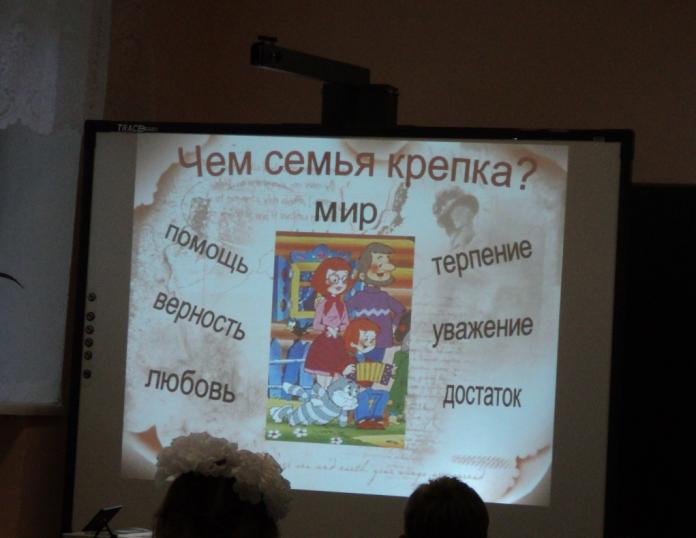 Чем семья крепка?
мир
помощь
терпение
верность
уважение
любовь
достаток